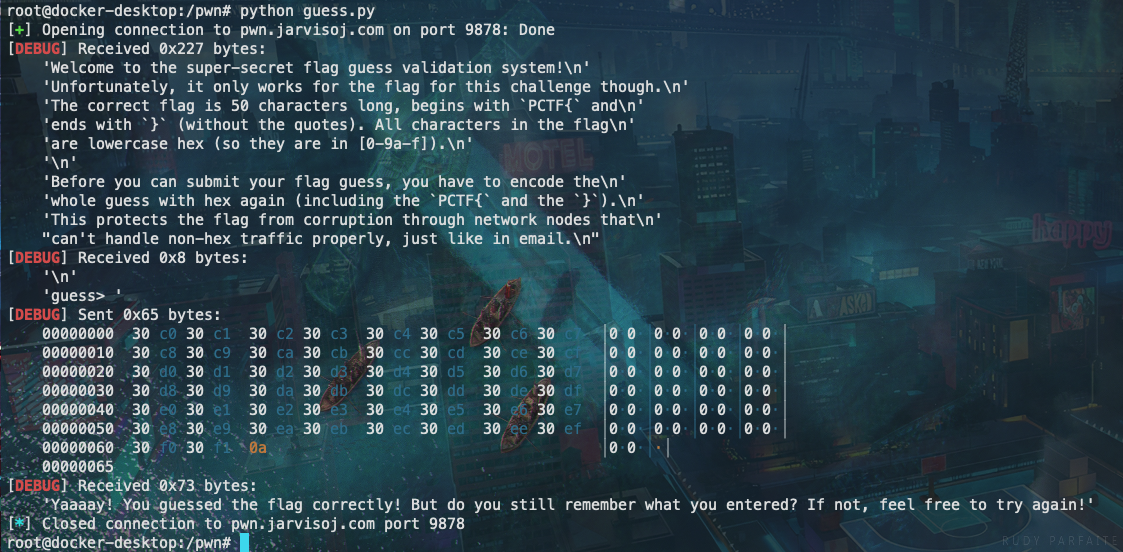 root@docker-desktop:/pwn# python guess.py
[+] Opening connection to pwn.jarvisoj.com on port 9878: Done
[DEBUG] Received 0x227 bytes:
    'Welcome to the super-secret flag guess validation system!\n'
    'Unfortunately, it only works for the flag for this challenge though.\n'
    'The correct flag is 50 characters long, begins with `PCTF{` and\n'
    'ends with `}` (without the quotes). All characters in the flag\n'
    'are lowercase hex (so they are in [0-9a-f]).\n'
    '\n'
    'Before you can submit your flag guess, you have to encode the\n'
    'whole guess with hex again (including the `PCTF{` and the `}`).\n'
    'This protects the flag from corruption through network nodes that\n'
    "can't handle non-hex traffic properly, just like in email.\n"
[DEBUG] Received 0x8 bytes:
    '\n'
    'guess> '
[DEBUG] Sent 0x65 bytes:
    00000000  30 c0 30 c1  30 c2 30 c3  30 c4 30 c5  30 c6 30 c7  │0·0·│0·0·│0·0·│0·0·│
    00000010  30 c8 30 c9  30 ca 30 cb  30 cc 30 cd  30 ce 30 cf  │0·0·│0·0·│0·0·│0·0·│
    00000020  30 d0 30 d1  30 d2 30 d3  30 d4 30 d5  30 d6 30 d7  │0·0·│0·0·│0·0·│0·0·│
    00000030  30 d8 30 d9  30 da 30 db  30 dc 30 dd  30 de 30 df  │0·0·│0·0·│0·0·│0·0·│
    00000040  30 e0 30 e1  30 e2 30 e3  30 e4 30 e5  30 e6 30 e7  │0·0·│0·0·│0·0·│0·0·│
    00000050  30 e8 30 e9  30 ea 30 eb  30 ec 30 ed  30 ee 30 ef  │0·0·│0·0·│0·0·│0·0·│
    00000060  30 f0 30 f1  0a  │0·0·│·│
    00000065
[DEBUG] Received 0x73 bytes:
    'Yaaaay! You guessed the flag correctly! But do you still remember what you entered? If not, feel free to try again!'
[*] Closed connection to pwn.jarvisoj.com port 9878
root@docker-desktop:/pwn#
MOTEL
happy
RUDY PARFAITE